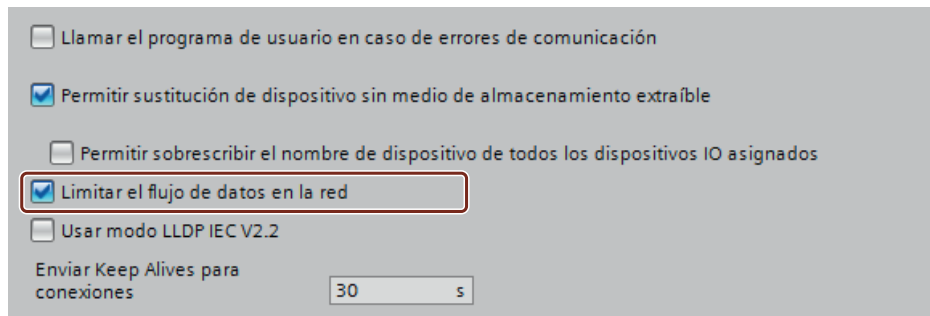 Llamar el programa de usuario en caso de errores de comunicación
Permitir sustitución de dispositivo sin medio de almacenamiento extraíble
Permitir sobrescribir el nombre de dispositivo de todos los dispositivos IO asignados
Limitar el flujo de datos en la red
Usar modo LLDP IEC V2.2
Enviar Keep Alives para
conexiones 30 s